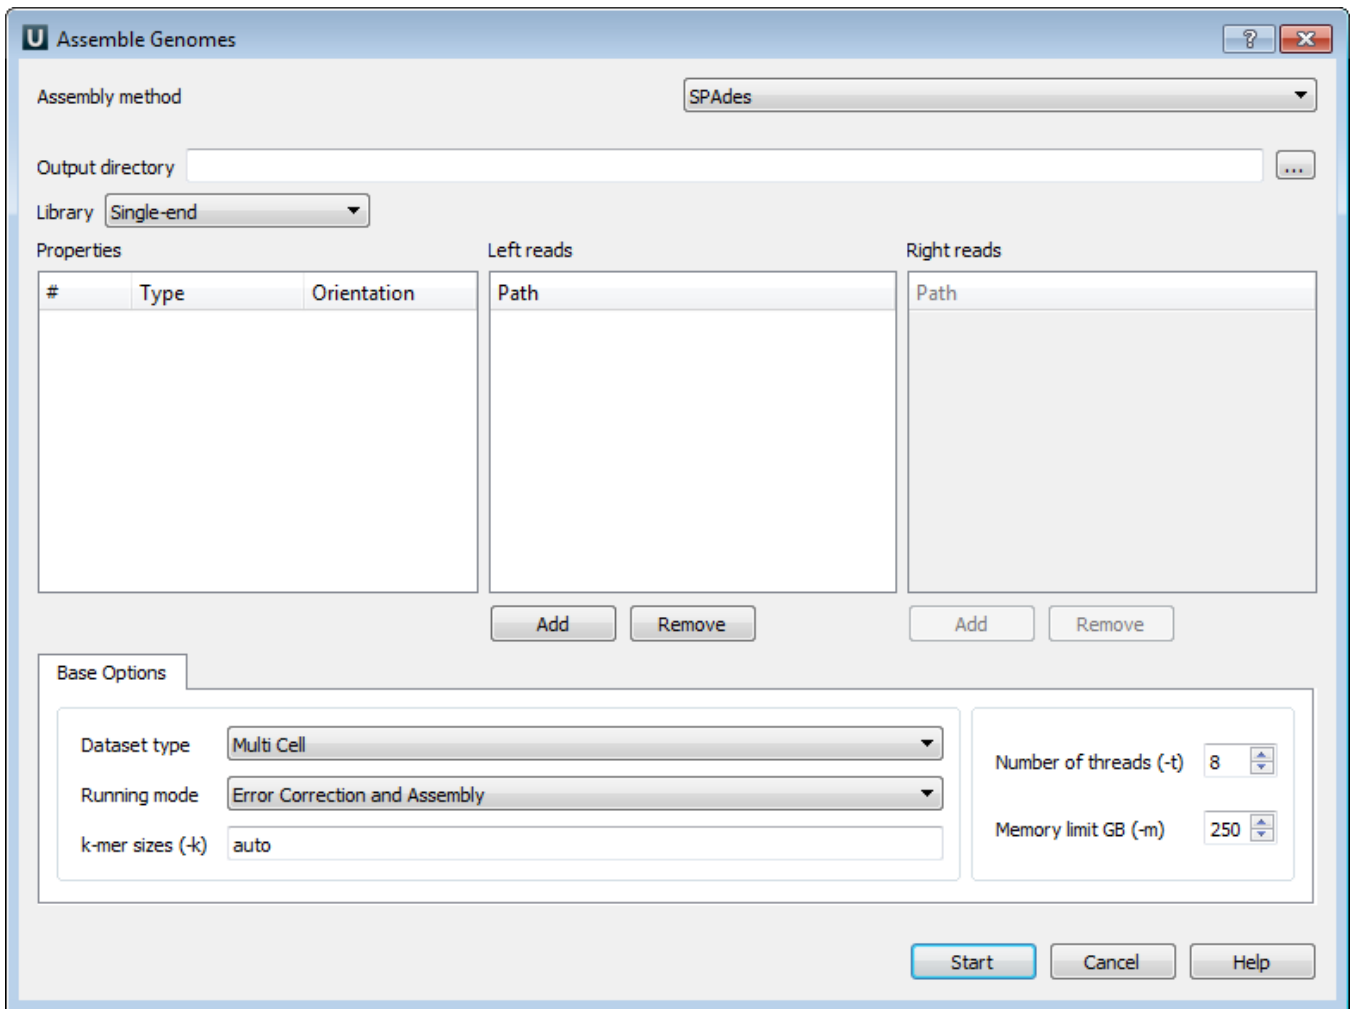 U Assemble Genomes ?
Assembly method SPAdes
Output directory ...
Library Single-end
Properties Left reads Right reads
# Type Orientation Path Path
Add Remove Add Remove
Base Options
Dataset type Multi Cell
Number of threads (-t) 8
Running mode Error Correction and Assembly
Memory limit GB (-m) 250
k-mer sizes (-k) auto
Start Cancel Help